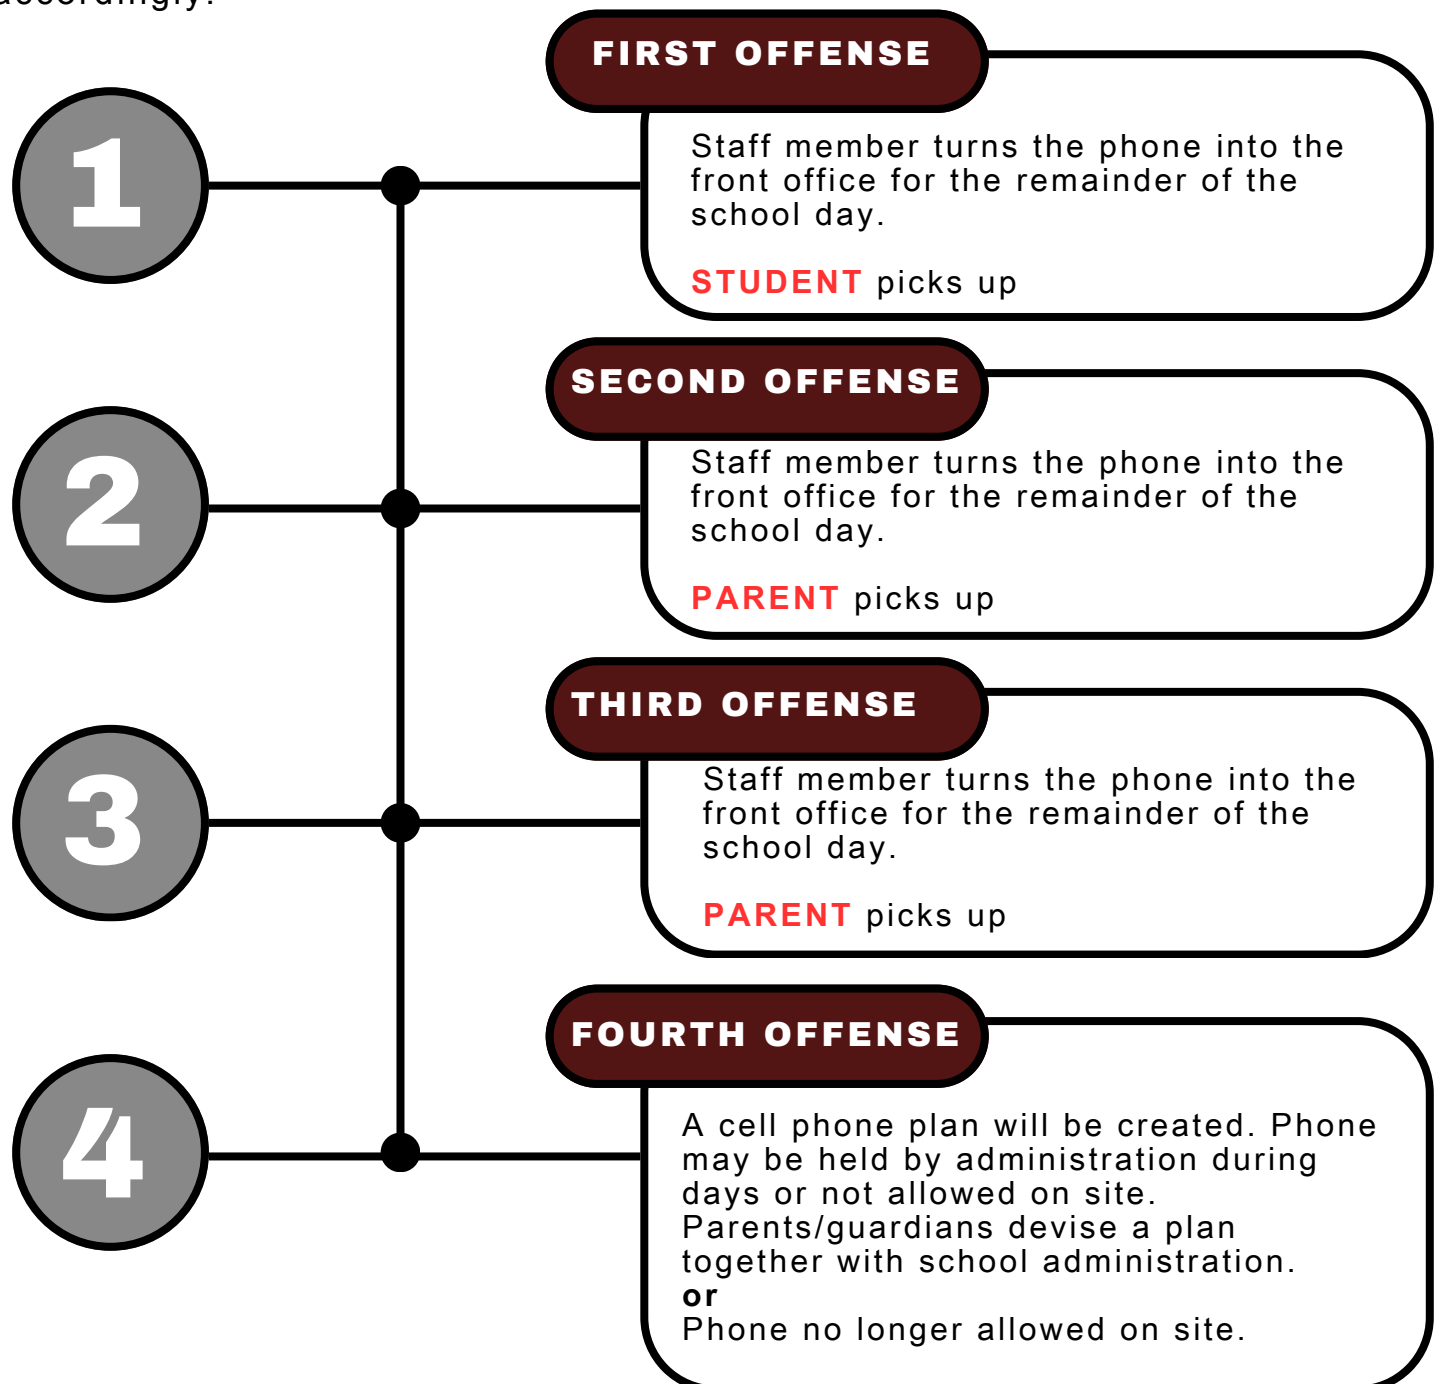 accordingly.
FIRST OFFENSE
1
Staff member turns the phone into the
front office for the remainder of the
school day.
STUDENT picks up
SECOND OFFENSE
2
Staff member turns the phone into the
front office for the remainder of the
school day.
PARENT picks up
THIRD OFFENSE
3
Staff member turns the phone into the
front office for the remainder of the
school day.
PARENT picks up
FOURTH OFFENSE
4
A cell phone plan will be created. Phone
may be held by administration during
days or not allowed on site.
Parents/guardians devise a plan
together with school administration.
or
Phone no longer allowed on site.